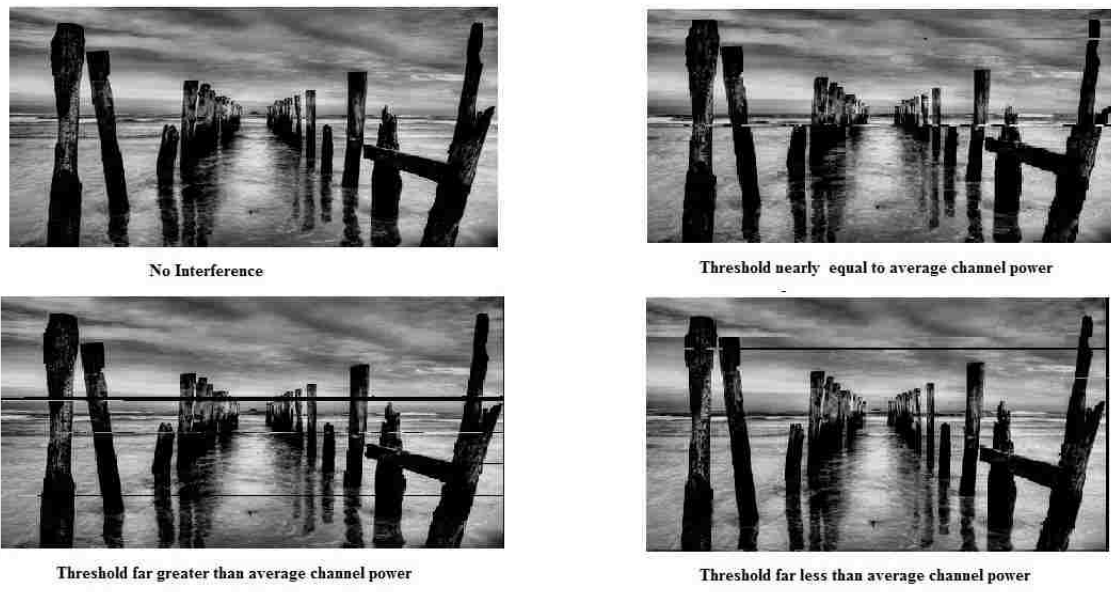 No Interference
Threshold nearly equal to average channel power
Threshold far greater than average channel power
Threshold far less than average channel power